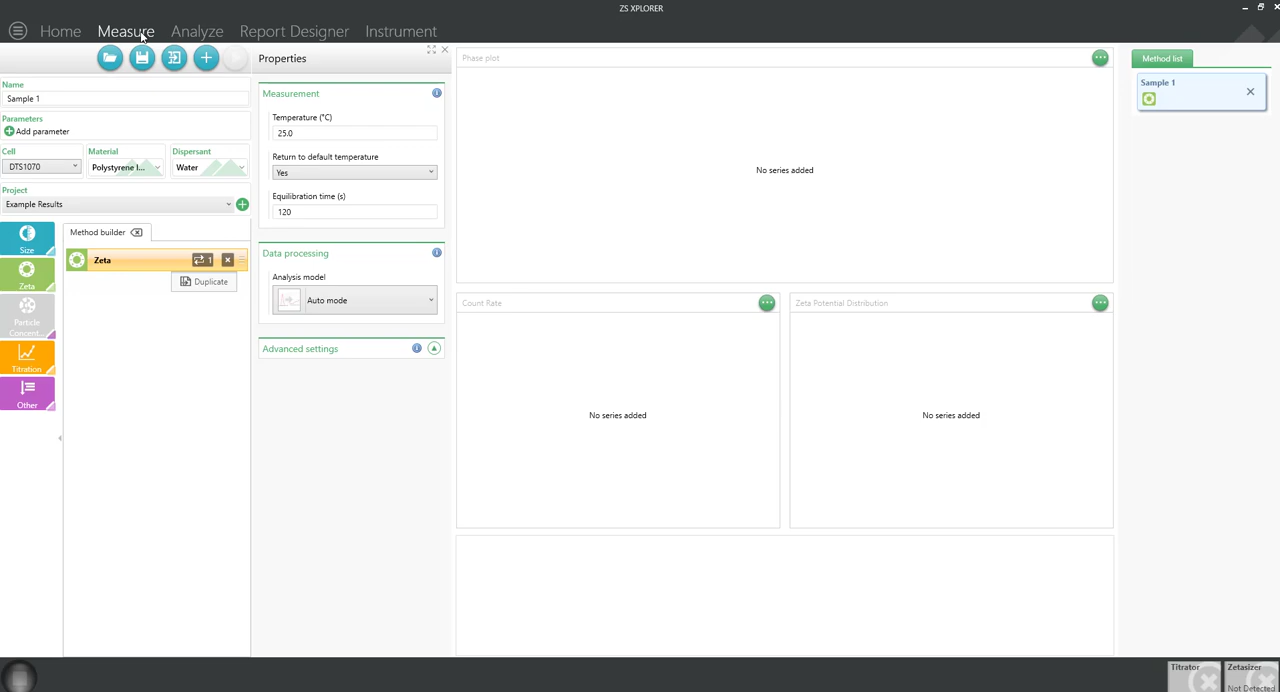 ZS XPLORER
Home Measure Analyze Report Designer Instrument
Properties
Phase plot
Method list
Name
Sample 1
Parameters
Add parameter
Cell Material Dispersant
DTS1070 Polystyrene l... Water
Project
Example Results
Size
Zeta
Particle
Concent...
Titration
Other
Method builder
Zeta 1
Duplicate
Measurement
Temperature (°C)
25.0
Return to default temperature
Yes
Equilibration time (s)
120
Data processing
Analysis model
Auto mode
Advanced settings
No series added
Count Rate
No series added
Zeta Potential Distribution
No series added
Sample 1
Titrator
Zetasizer
Not Detected